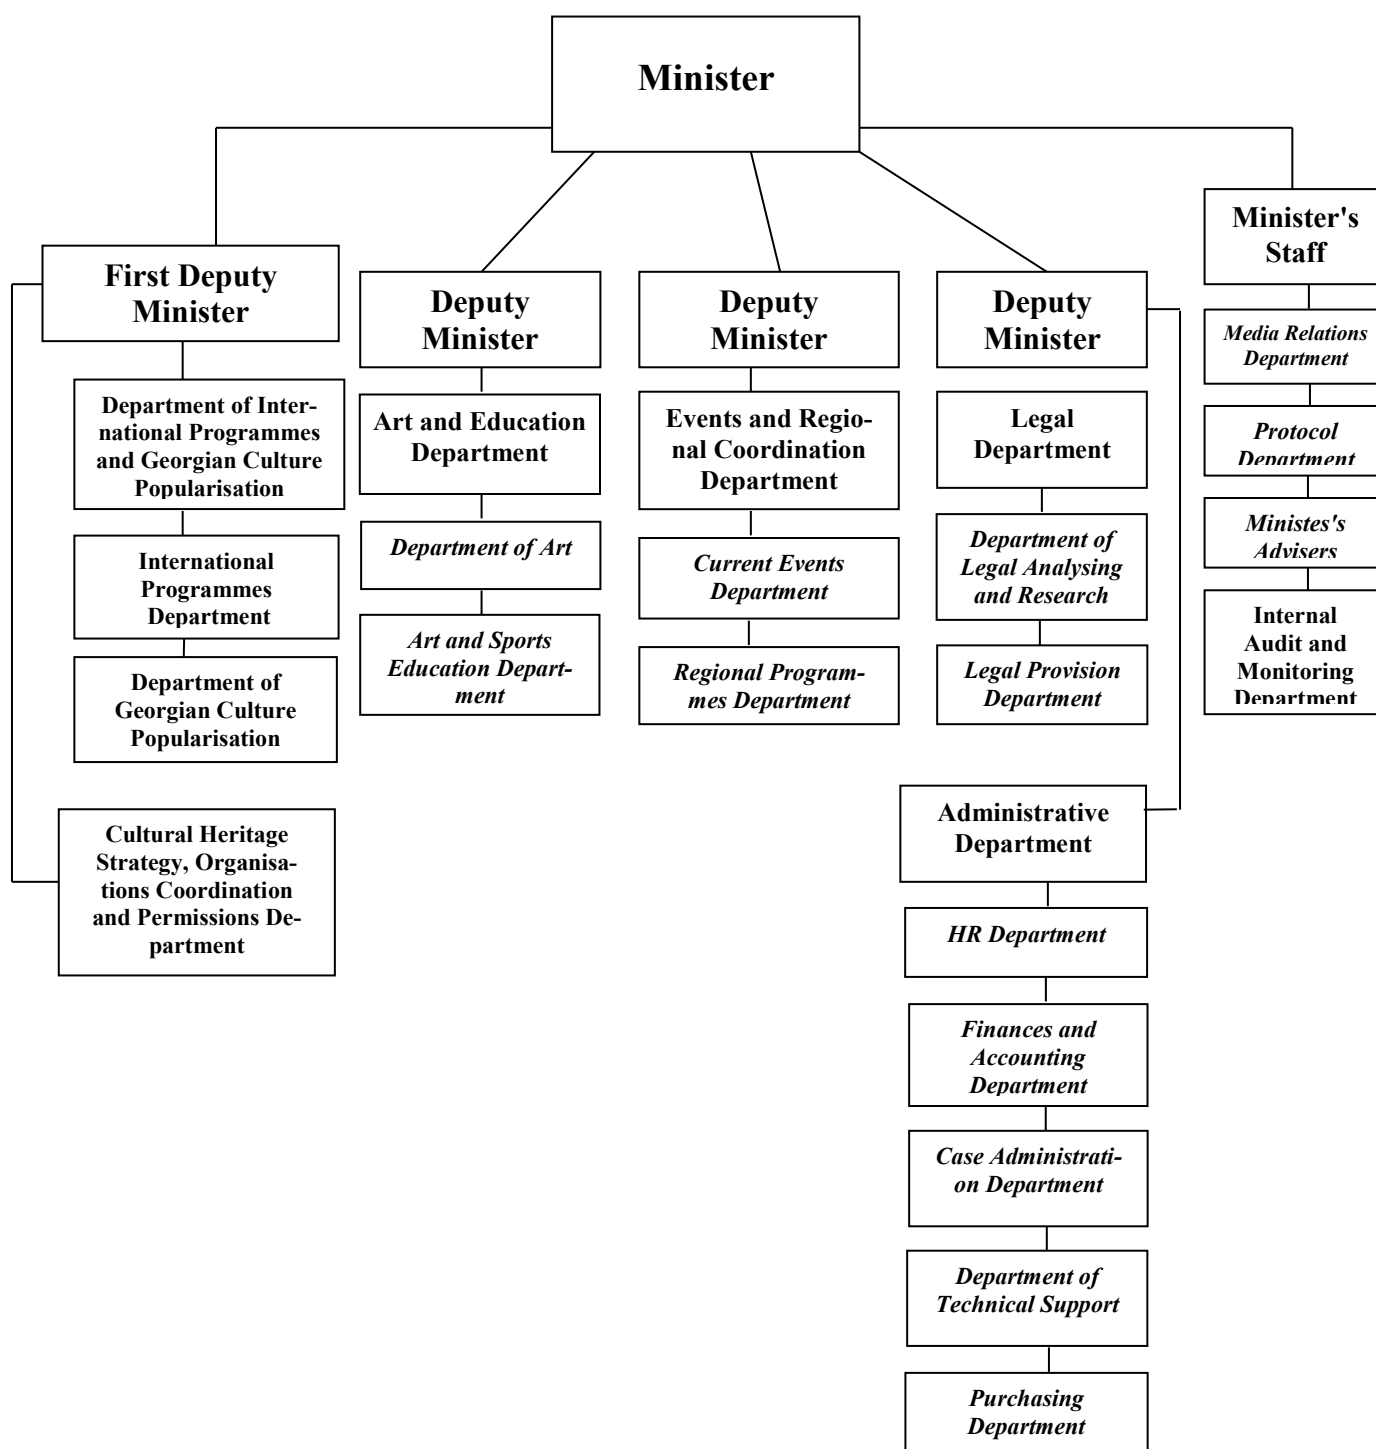 Minister
First Deputy
Minister
Department of Inter-
national Programmes
and Georgian Culture
Popularisation
International
Programmes
Department
Department of
Georgian Culture
Popularisation
Cultural Heritage
Strategy, Organisa-
tions Coordination
and Permissions De-
partment
Deputy
Minister
Art and Education
Department
Department of Art
Art and Sports
Education Depart-
ment
Deputy
Minister
Events and Regio-
nal Coordination
Department
Current Events
Department
Regional Program-
mes Department
Deputy
Minister
Legal
Department
Department of
Legal Analysing
and Research
Legal Provision
Department
Administrative
Department
HR Department
Finances and
Accounting
Department
Case Administrati-
on Department
Department of
Technical Support
Purchasing
Department
Minister's
Staff
Media Relations
Department
Protocol
Department
Ministes's
Advisers
Internal
Audit and
Monitoring
Department